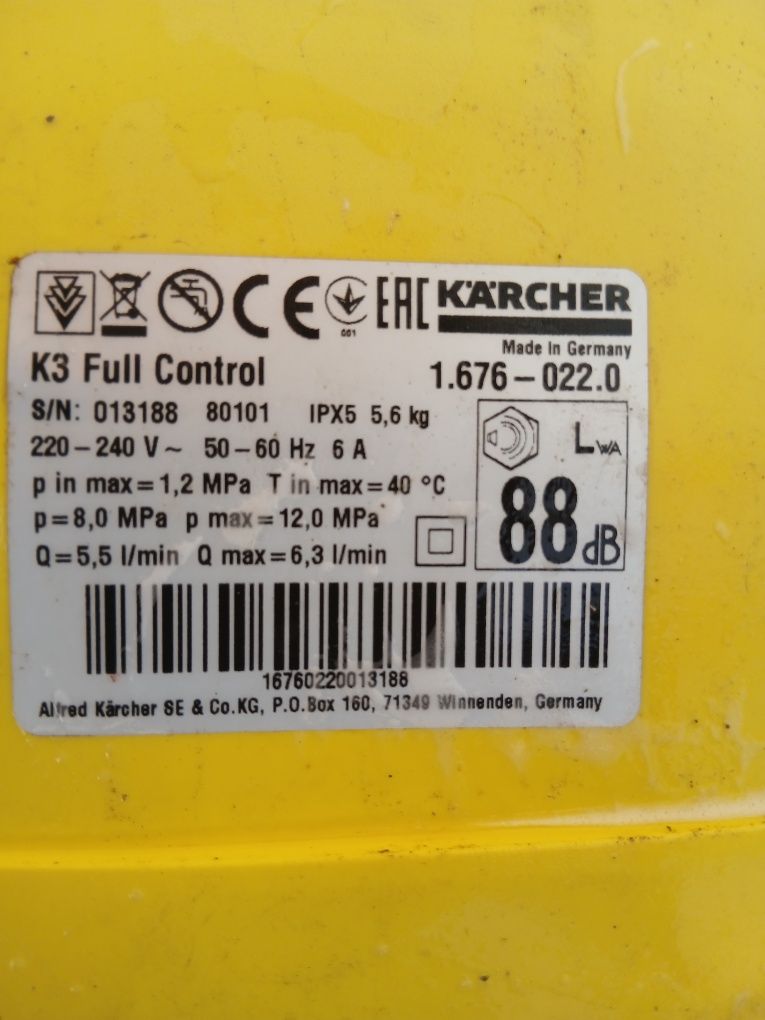 CE 001 EAC KÄRCHER
Made in Germany
K3 Full Control 1.676-022.0
S/N: 013188 80101 IPX5 5,6 kg
220-240 V~ 50-60 Hz 6 A
p in max=1,2 MPa T in max=40 °C
p=8,0 MPa p max=12,0 MPa
Q=5,5 l/min Q max=6,3 l/min
LWA
88 dB
16760220013188
Alfred Kärcher SE & Co.KG, P.O.Box 160, 71349 Winnenden, Germany